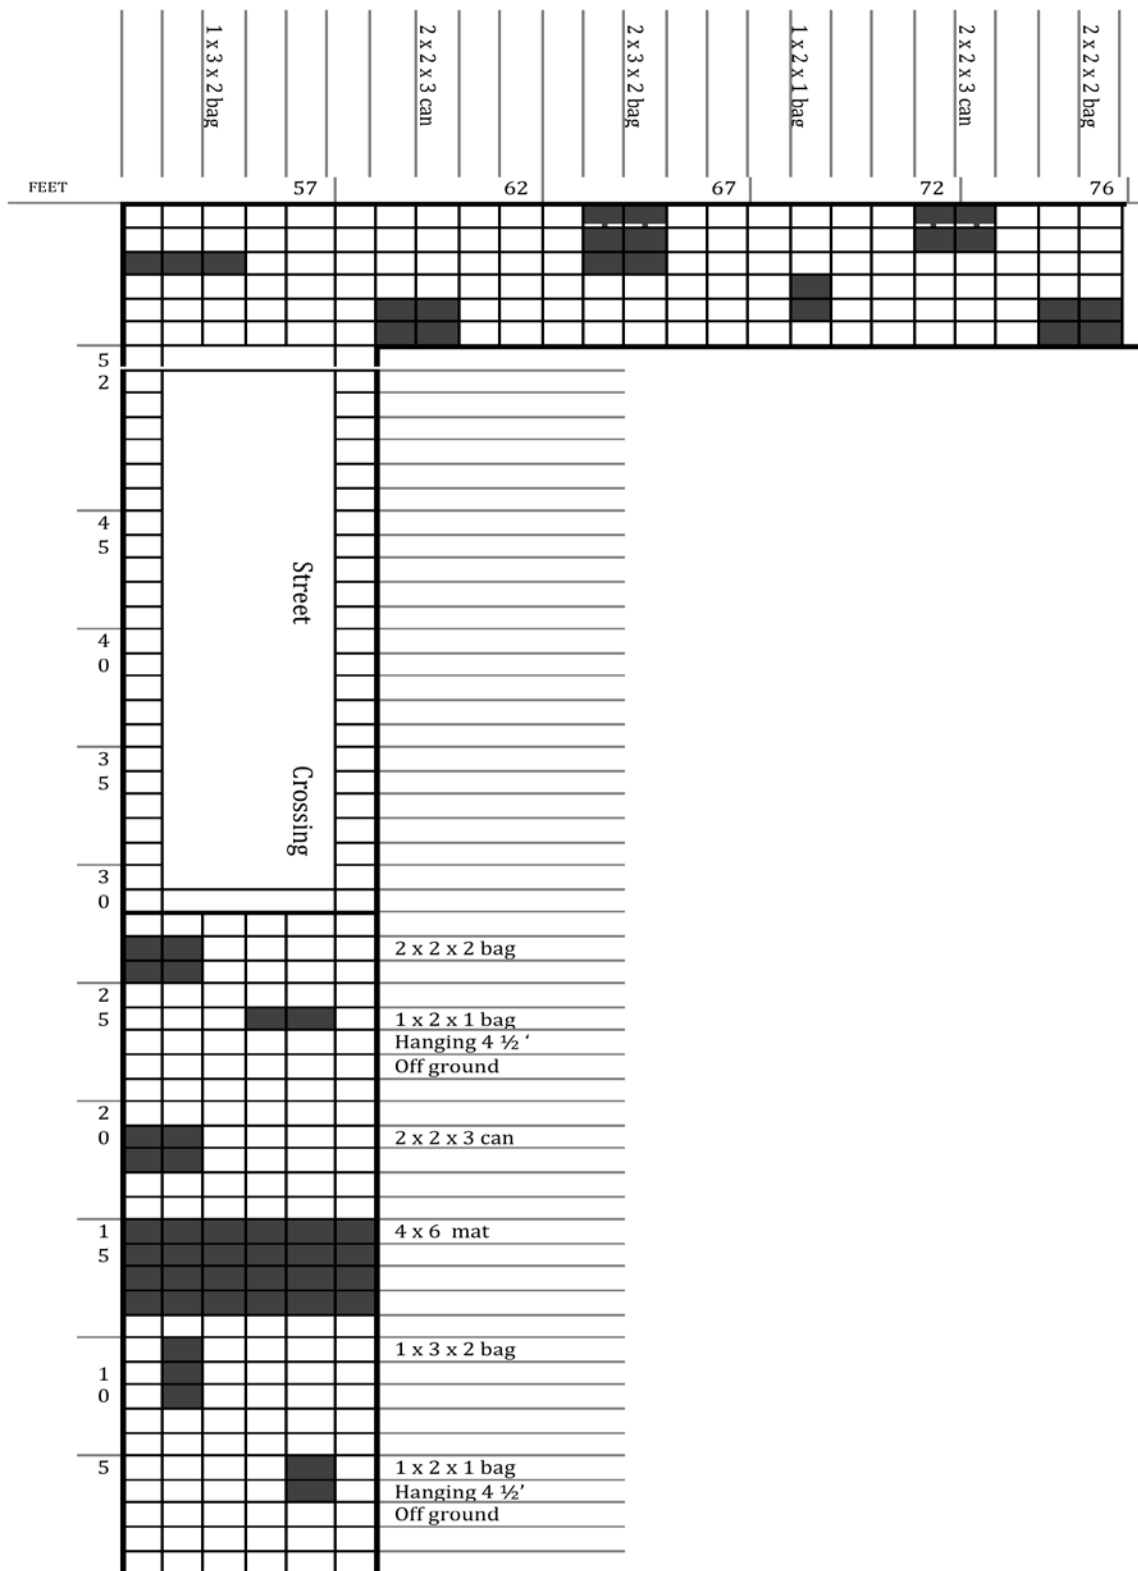 1 x 3 x 2 bag
2 x 2 x 3 can
2 x 3 x 2 bag
1 x 2 x 1 bag
2 x 2 x 3 can
2 x 2 x 2 bag
FEET 57 62 67 72 76
5
2
4
5
Street
4
0
3
5
Crossing
3
0
2 x 2 x 2 bag
2
5
1 x 2 x 1 bag
Hanging 4 ½ ‘
Off ground
2
0
2 x 2 x 3 can
1
5
4 x 6 mat
1 x 3 x 2 bag
1
0
5
1 x 2 x 1 bag
Hanging 4 ½’
Off ground